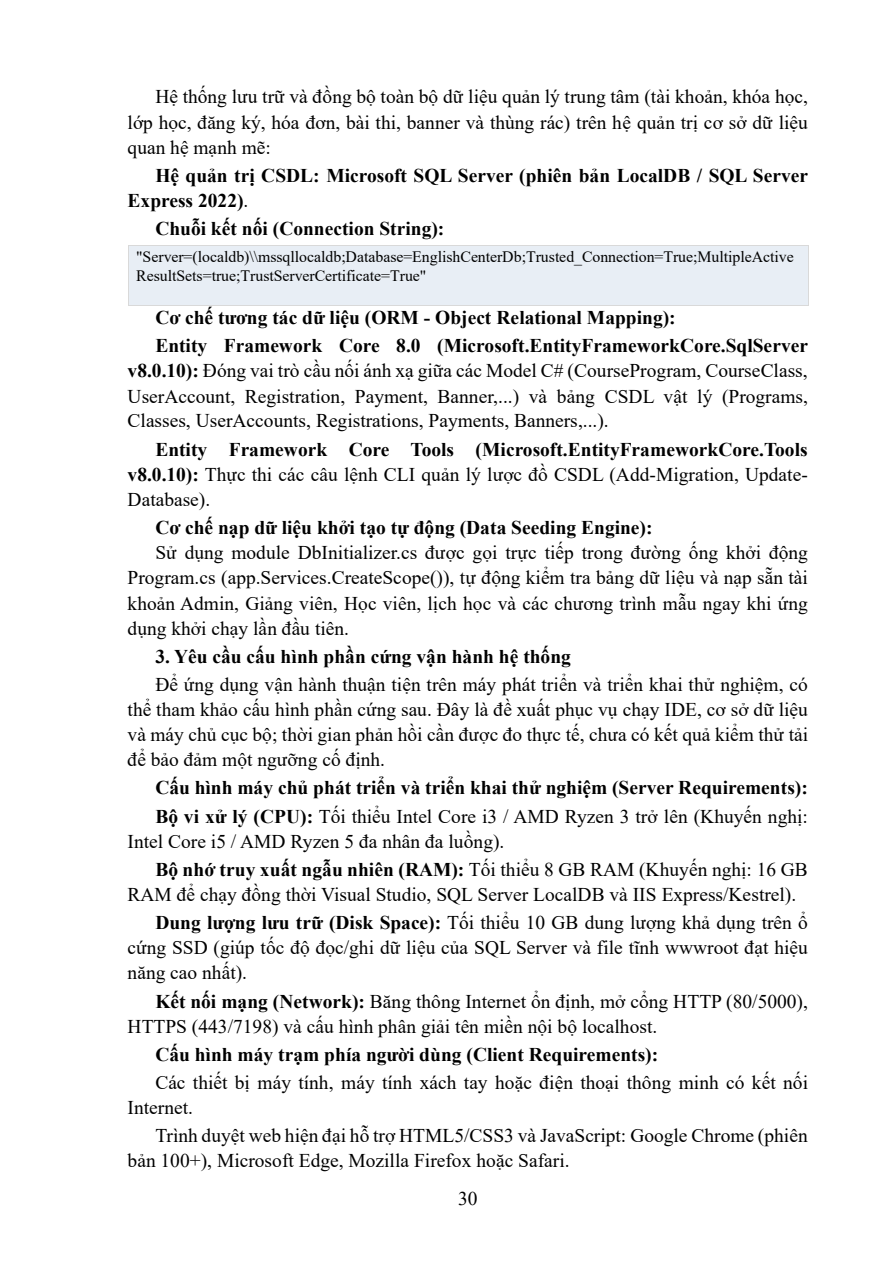 Hệ thống lưu trữ và đồng bộ toàn bộ dữ liệu quản lý trung tâm (tài khoản, khóa học,
lớp học, đăng ký, hóa đơn, bài thi, banner và thùng rác) trên hệ quản trị cơ sở dữ liệu
quan hệ mạnh mẽ:
Hệ quản trị CSDL: Microsoft SQL Server (phiên bản LocalDB / SQL Server
Express 2022).
Chuỗi kết nối (Connection String):
"Server=(localdb)\\mssqllocaldb;Database=EnglishCenterDb;Trusted_Connection=True;MultipleActive
ResultSets=true;TrustServerCertificate=True"
Cơ chế tương tác dữ liệu (ORM - Object Relational Mapping):
Entity Framework Core 8.0 (Microsoft.EntityFrameworkCore.SqlServer
v8.0.10): Đóng vai trò cầu nối ánh xạ giữa các Model C# (CourseProgram, CourseClass,
UserAccount, Registration, Payment, Banner,...) và bảng CSDL vật lý (Programs,
Classes, UserAccounts, Registrations, Payments, Banners,...).
Entity Framework Core Tools (Microsoft.EntityFrameworkCore.Tools
v8.0.10): Thực thi các câu lệnh CLI quản lý lược đồ CSDL (Add-Migration, Update-
Database).
Cơ chế nạp dữ liệu khởi tạo tự động (Data Seeding Engine):
Sử dụng module DbInitializer.cs được gọi trực tiếp trong đường ống khởi động
Program.cs (app.Services.CreateScope()), tự động kiểm tra bảng dữ liệu và nạp sẵn tài
khoản Admin, Giảng viên, Học viên, lịch học và các chương trình mẫu ngay khi ứng
dụng khởi chạy lần đầu tiên.
3. Yêu cầu cấu hình phần cứng vận hành hệ thống
Để ứng dụng vận hành thuận tiện trên máy phát triển và triển khai thử nghiệm, có
thể tham khảo cấu hình phần cứng sau. Đây là đề xuất phục vụ chạy IDE, cơ sở dữ liệu
và máy chủ cục bộ; thời gian phản hồi cần được đo thực tế, chưa có kết quả kiểm thử tải
để bảo đảm một ngưỡng cố định.
Cấu hình máy chủ phát triển và triển khai thử nghiệm (Server Requirements):
Bộ vi xử lý (CPU): Tối thiểu Intel Core i3 / AMD Ryzen 3 trở lên (Khuyến nghị:
Intel Core i5 / AMD Ryzen 5 đa nhân đa luồng).
Bộ nhớ truy xuất ngẫu nhiên (RAM): Tối thiểu 8 GB RAM (Khuyến nghị: 16 GB
RAM để chạy đồng thời Visual Studio, SQL Server LocalDB và IIS Express/Kestrel).
Dung lượng lưu trữ (Disk Space): Tối thiểu 10 GB dung lượng khả dụng trên ổ
cứng SSD (giúp tốc độ đọc/ghi dữ liệu của SQL Server và file tĩnh wwwroot đạt hiệu
năng cao nhất).
Kết nối mạng (Network): Băng thông Internet ổn định, mở cổng HTTP (80/5000),
HTTPS (443/7198) và cấu hình phân giải tên miền nội bộ localhost.
Cấu hình máy trạm phía người dùng (Client Requirements):
Các thiết bị máy tính, máy tính xách tay hoặc điện thoại thông minh có kết nối
Internet.
Trình duyệt web hiện đại hỗ trợ HTML5/CSS3 và JavaScript: Google Chrome (phiên
bản 100+), Microsoft Edge, Mozilla Firefox hoặc Safari.
30